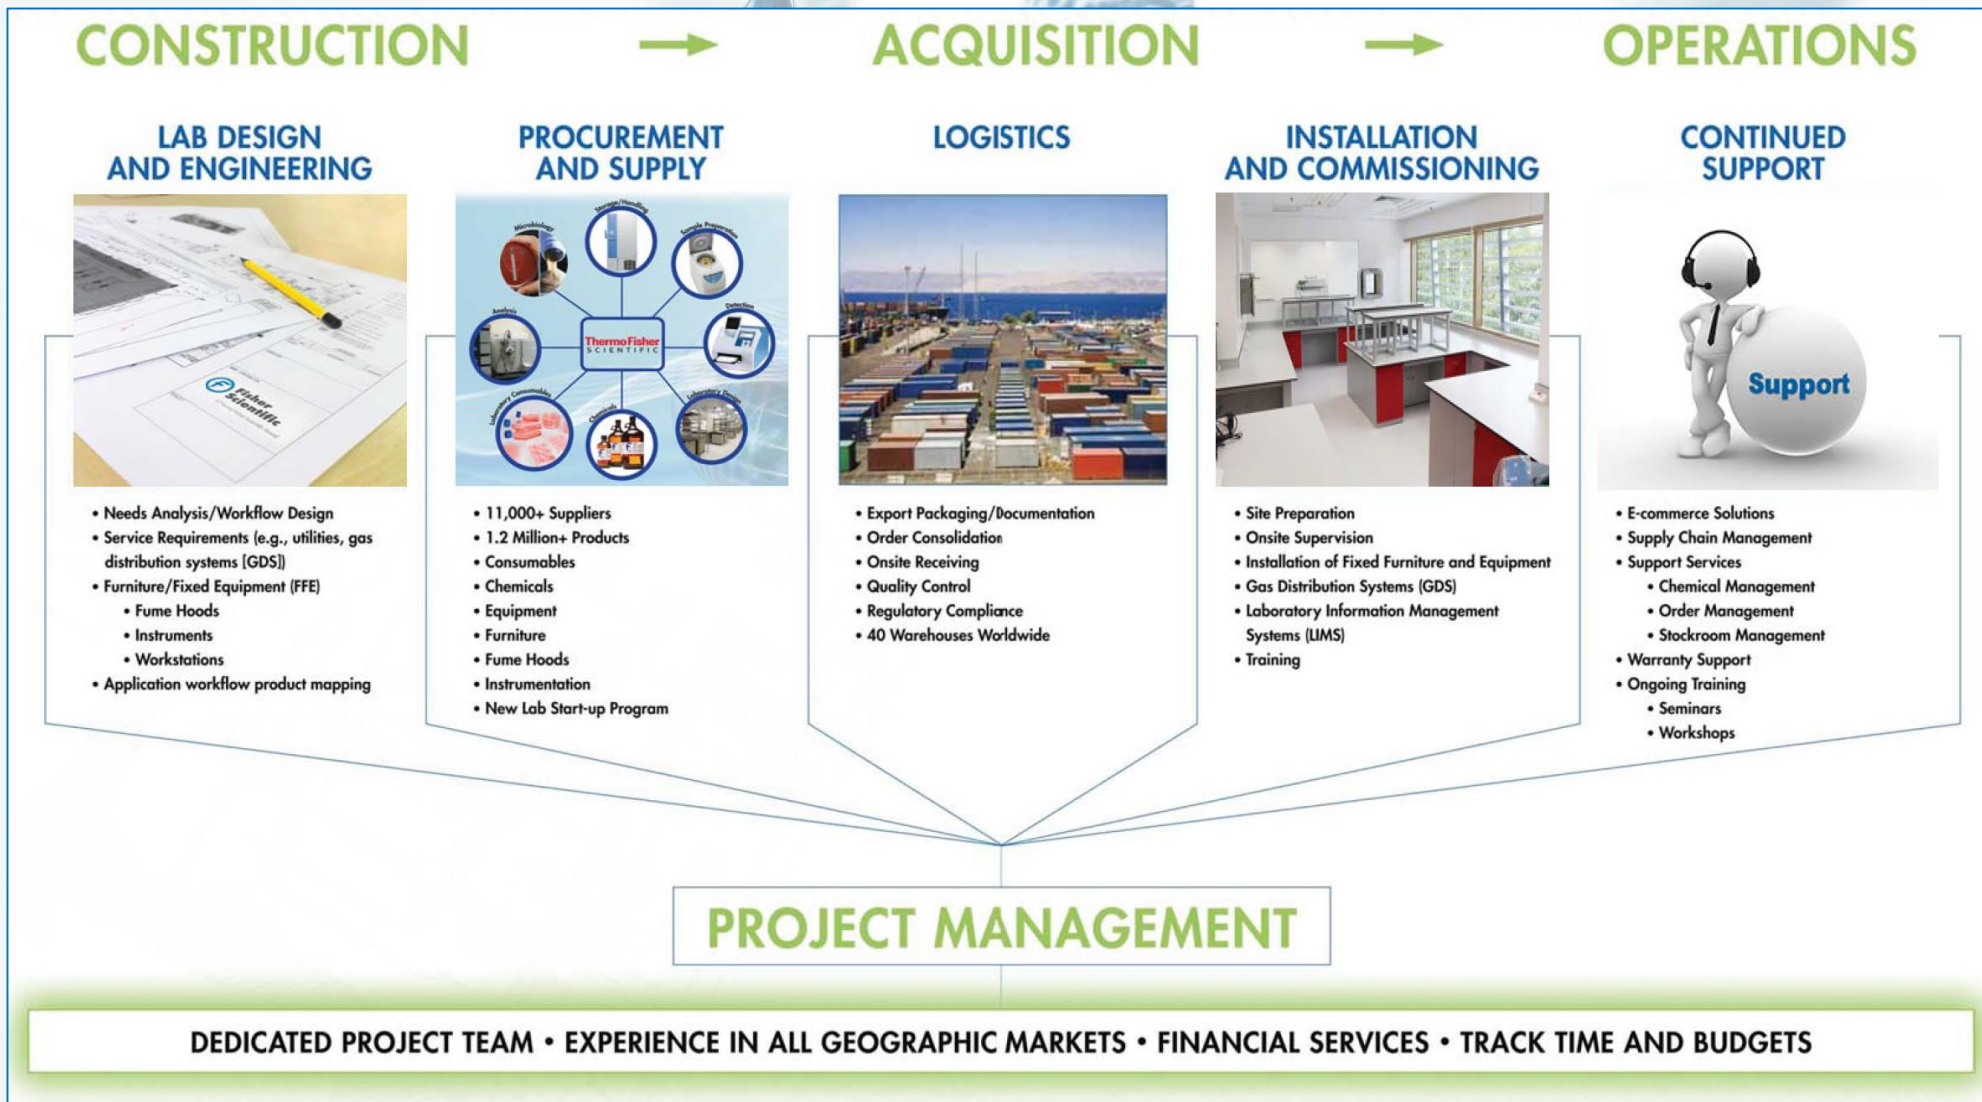 CONSTRUCTION
ACQUISITION
OPERATIONS
LAB DESIGN
AND ENGINEERING
Fisher
Scientific
• Needs Analysis/Workflow Design
• Service Requirements (e.g., utilities, gas
distribution systems [GDS])
• Furniture/Fixed Equipment (FFE)
• Fume Hoods
• Instruments
• Workstations
• Application workflow product mapping
PROCUREMENT
AND SUPPLY
Storage/Handling
Microbiology
Sample Preparation
Analysis
Detection
ThermoFisher
SCIENTIFIC
Laboratory Consumables
Chemicals
Laboratory Design
• 11,000+ Suppliers
• 1.2 Million+ Products
• Consumables
• Chemicals
• Equipment
• Furniture
• Fume Hoods
• Instrumentation
• New Lab Start-up Program
LOGISTICS
• Export Packaging/Documentation
• Order Consolidation
• Onsite Receiving
• Quality Control
• Regulatory Compliance
• 40 Warehouses Worldwide
INSTALLATION
AND COMMISSIONING
• Site Preparation
• Onsite Supervision
• Installation of Fixed Furniture and Equipment
• Gas Distribution Systems (GDS)
• Laboratory Information Management
Systems (LIMS)
• Training
CONTINUED
SUPPORT
Support
• E-commerce Solutions
• Supply Chain Management
• Support Services
• Chemical Management
• Order Management
• Stockroom Management
• Warranty Support
• Ongoing Training
• Seminars
• Workshops
PROJECT MANAGEMENT
DEDICATED PROJECT TEAM • EXPERIENCE IN ALL GEOGRAPHIC MARKETS • FINANCIAL SERVICES • TRACK TIME AND BUDGETS